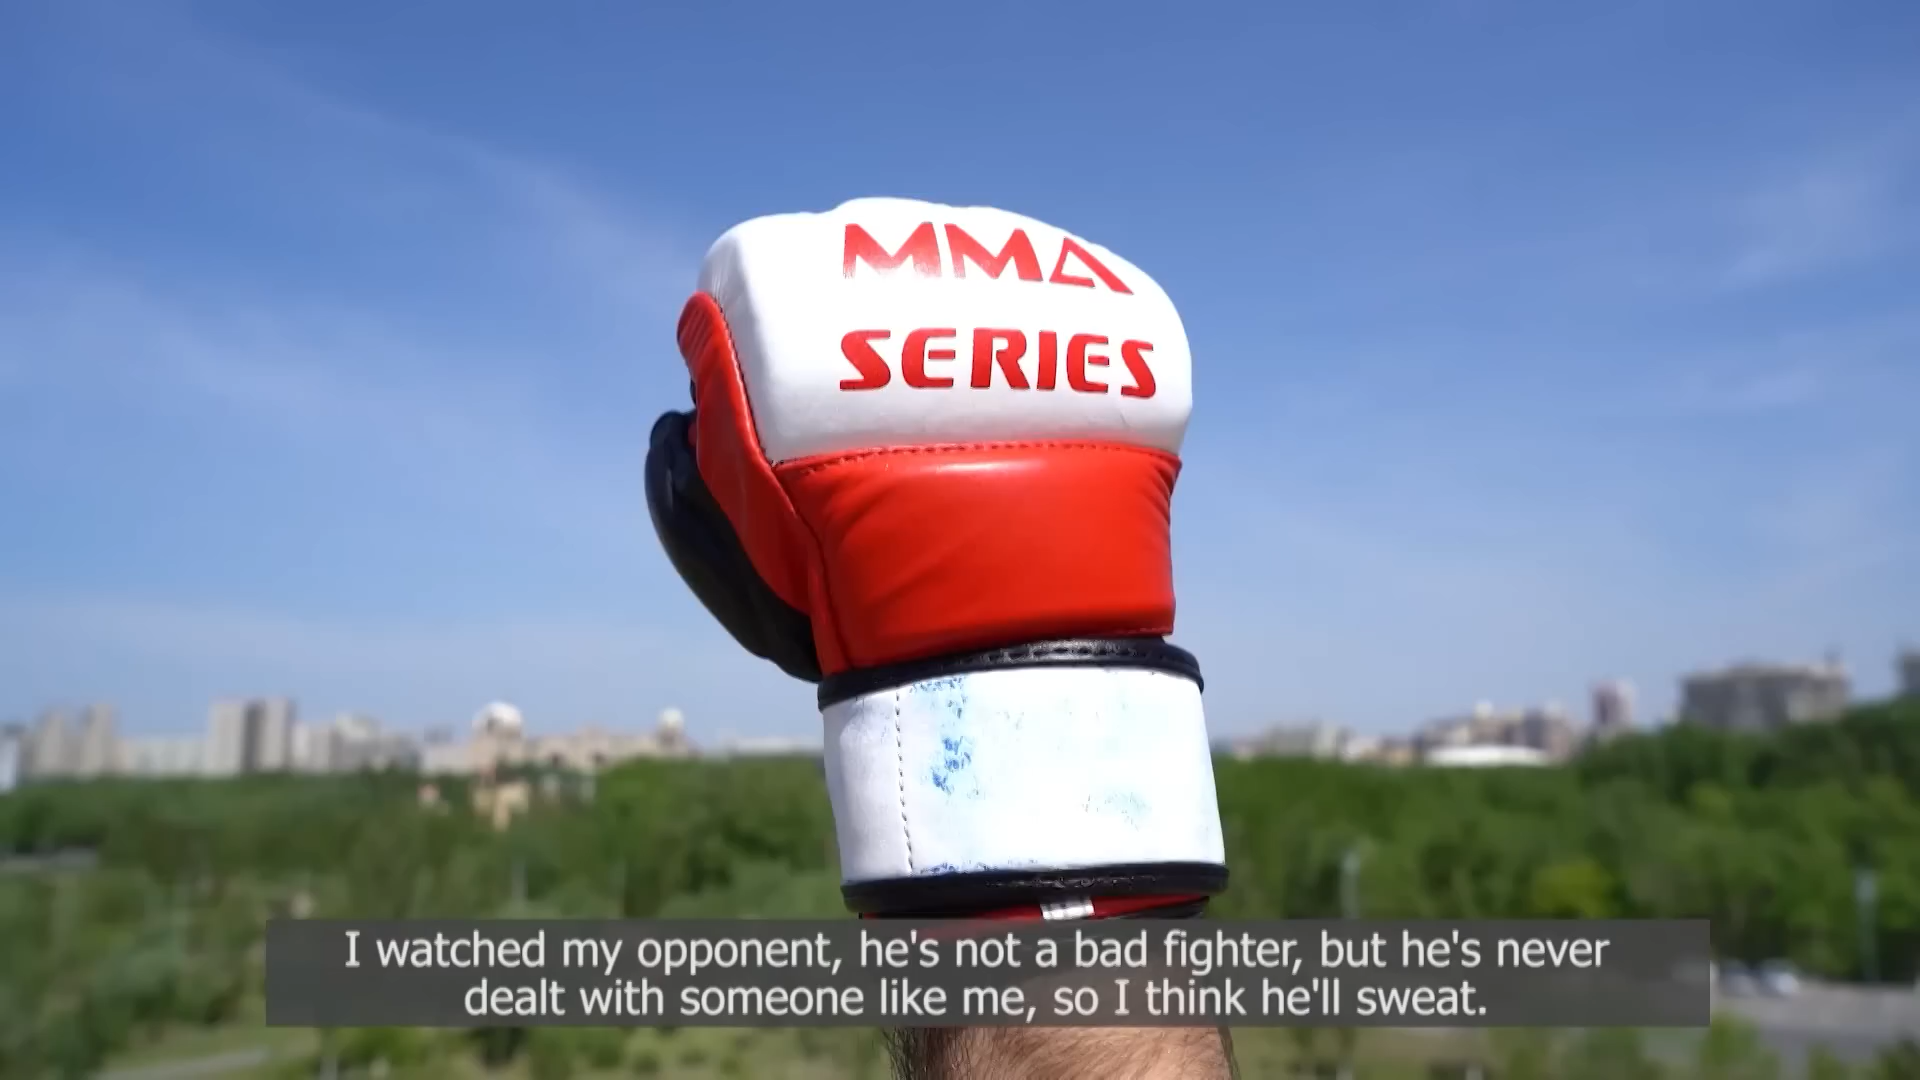 MMA
SERIES
I watched my opponent, he's not a bad fighter, but he's never
dealt with someone like me, so I think he'll sweat.